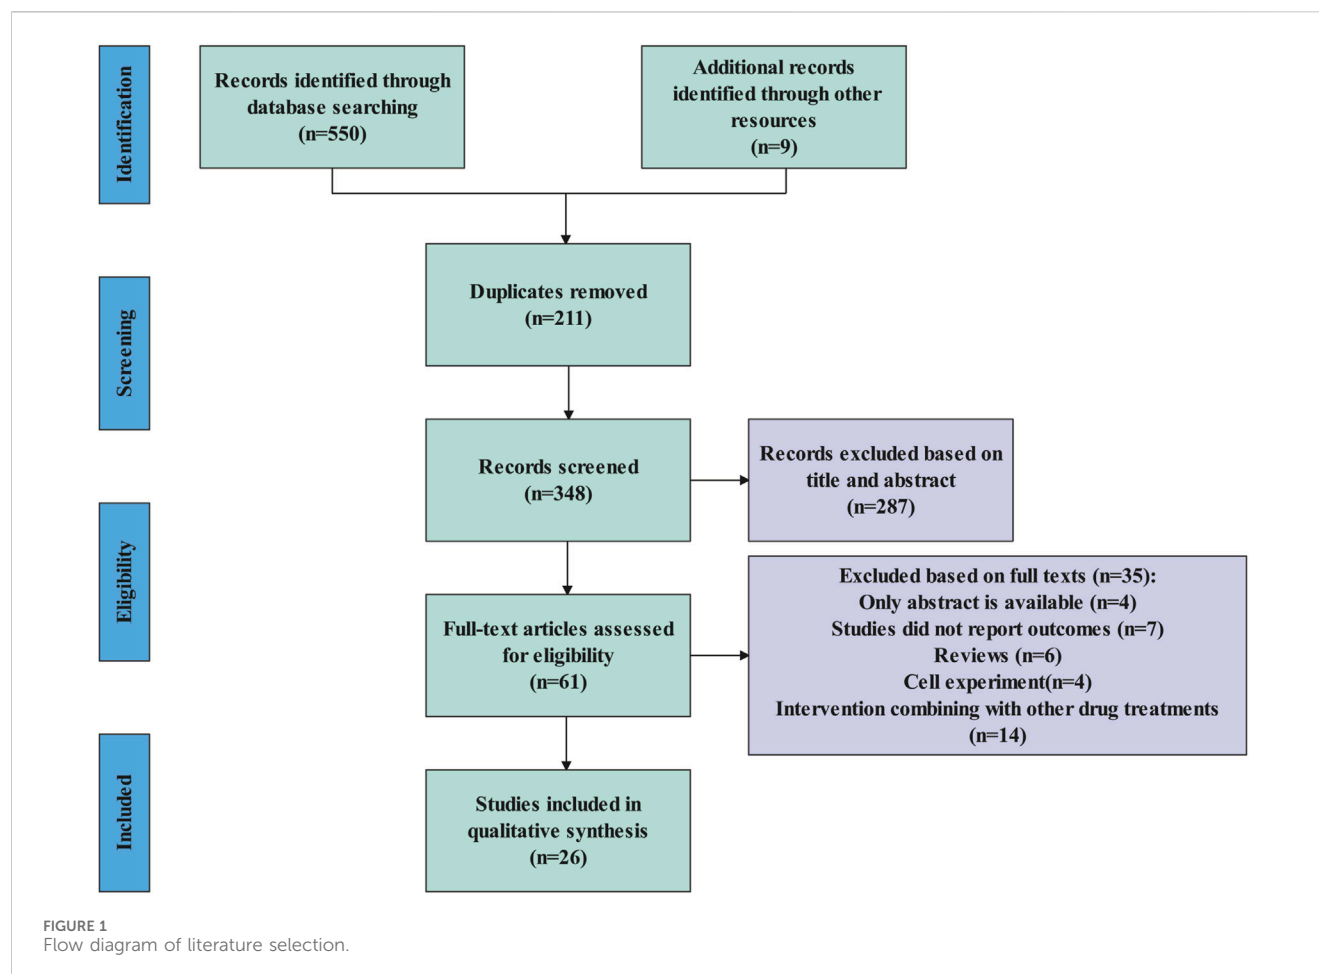 Identification
Records identified through
database searching
(n=550)
Additional records
identified through other
resources
(n=9)
Screening
Duplicates removed
(n=211)
Records screened
(n=348)
Records excluded based on
title and abstract
(n=287)
Eligibility
Full-text articles assessed
for eligibility
(n=61)
Excluded based on full texts (n=35):
Only abstract is available (n=4)
Studies did not report outcomes (n=7)
Reviews (n=6)
Cell experiment(n=4)
Intervention combining with other drug treatments
(n=14)
Included
Studies included in
qualitative synthesis
(n=26)
FIGURE 1
Flow diagram of literature selection.